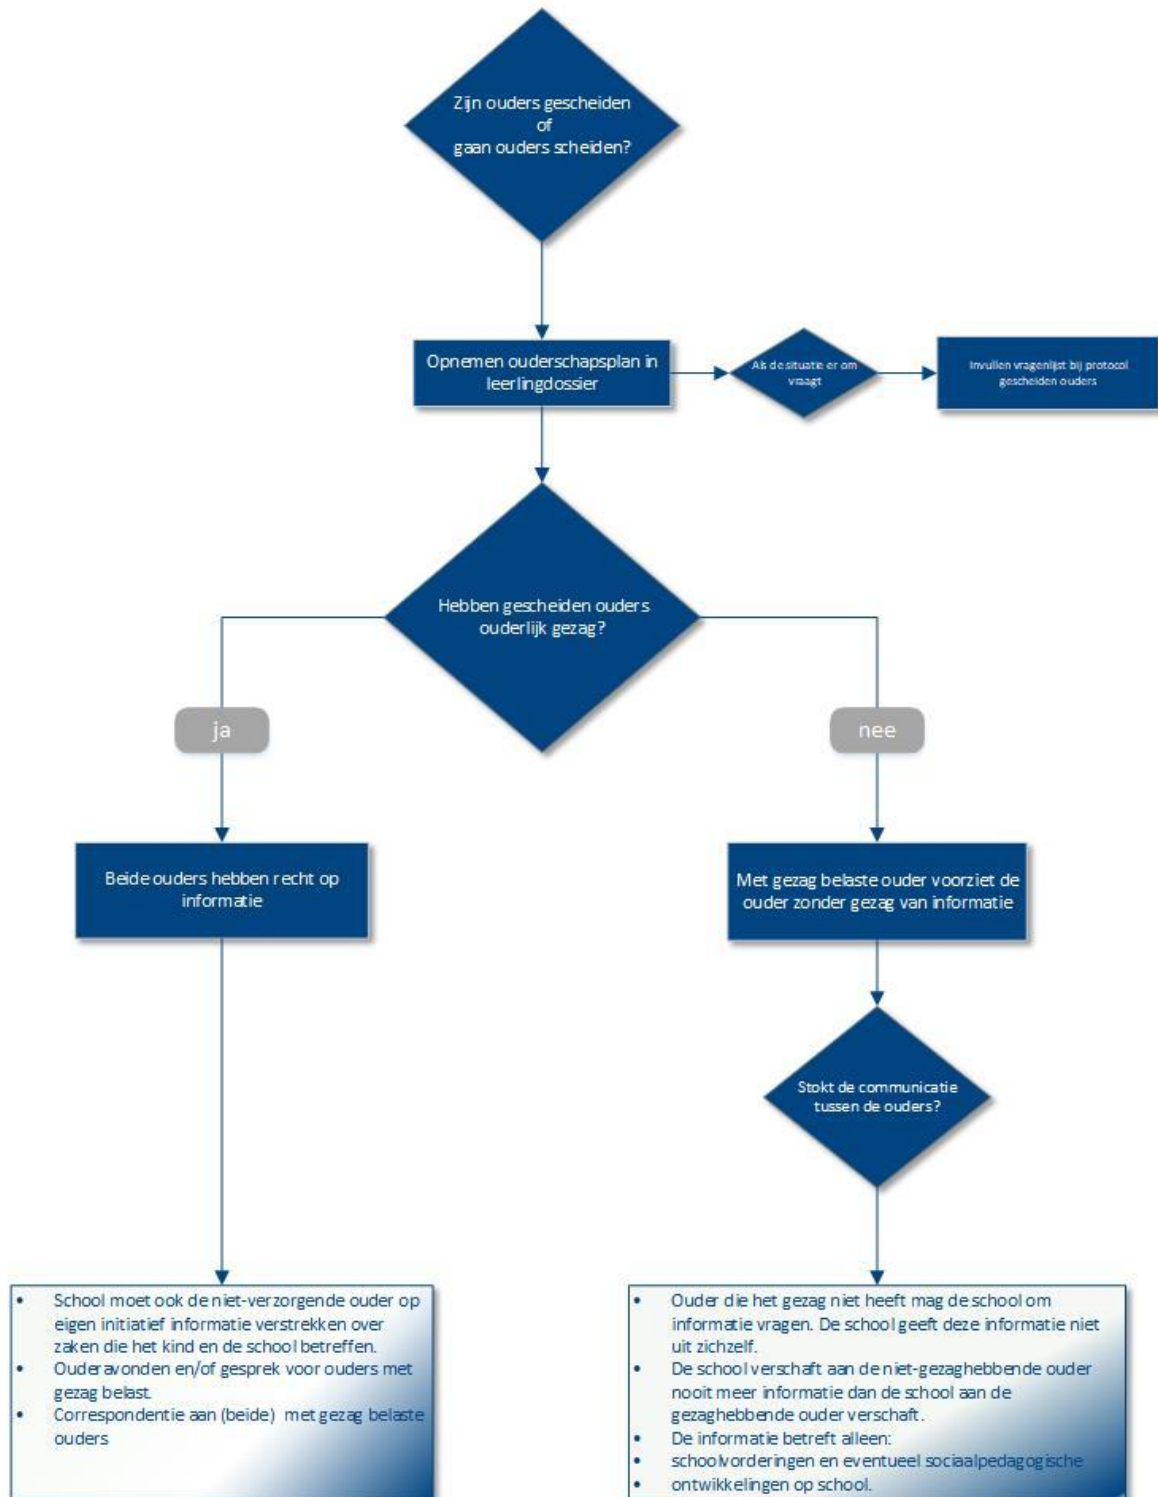 Zijn ouders gescheiden
of
gaan ouders scheiden?
Opnemen ouderschapsplan in
leerlingdossier
Als de situatie er om
vraagt
Invullen vragenlijst bij protocol
gescheiden ouders
Hebben gescheiden ouders
ouderlijk gezag?
ja
nee
Beide ouders hebben recht op
informatie
Met gezag belaste ouder voorziet de
ouder zonder gezag van informatie
Stokt de communicatie
tussen de ouders?
• School moet ook de niet-verzorgende ouder op
eigen initiatief informatie verstrekken over
zaken die het kind en de school betreffen.
• Ouderavonden en/of gesprek voor ouders met
gezag belast.
• Correspondentie aan (beide) met gezag belaste
ouders
• Ouder die het gezag niet heeft mag de school om
informatie vragen. De school geeft deze informatie niet
uit zichzelf.
• De school verschaft aan de niet-gezaghebbende ouder
nooit meer informatie dan de school aan de
gezaghebbende ouder verschaft.
• De informatie betreft alleen:
• schoolvorderingen en eventueel sociaalpedagogische
• ontwikkelingen op school.